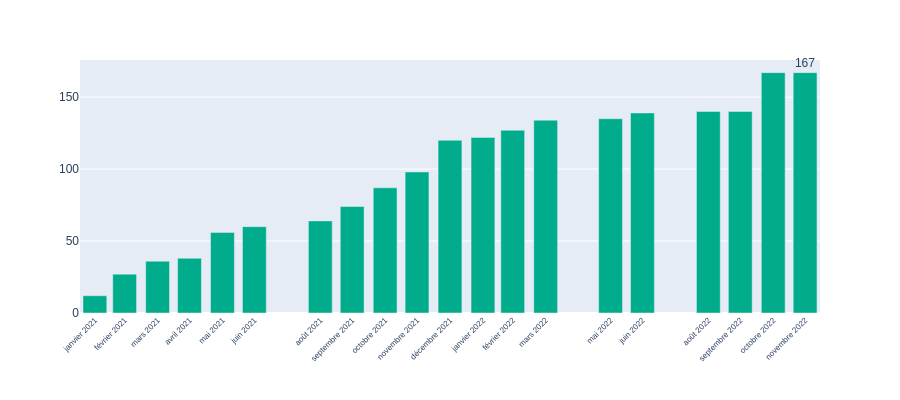 167
150
100
50
0
janvier 2021
février 2021
mars 2021
avril 2021
mai 2021
juin 2021
août 2021
septembre 2021
octobre 2021
novembre 2021
décembre 2021
janvier 2022
février 2022
mars 2022
mai 2022
juin 2022
août 2022
septembre 2022
octobre 2022
novembre 2022